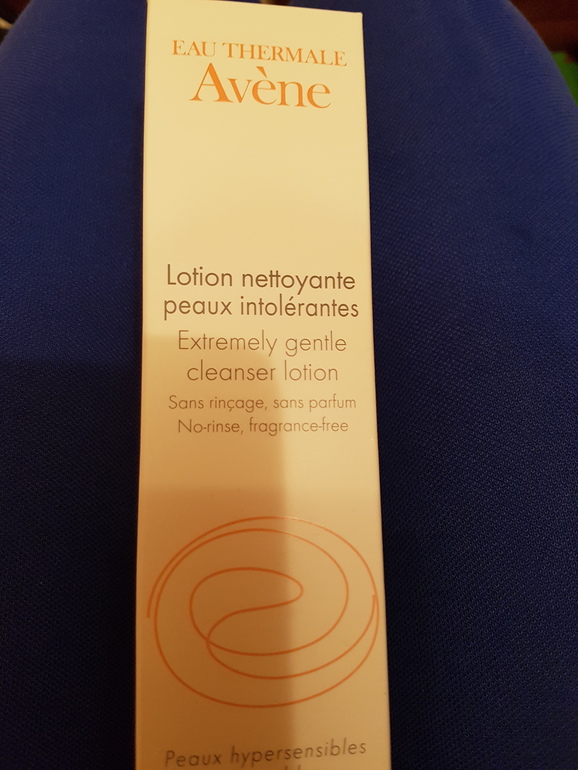 EAU THERMALE
Avène
Lotion nettoyante
peaux intolérantes
Extremely gentle
cleanser lotion
Sans rinçage, sans parfum
No-rinse, fragrance-free
Peaux hypersensibles